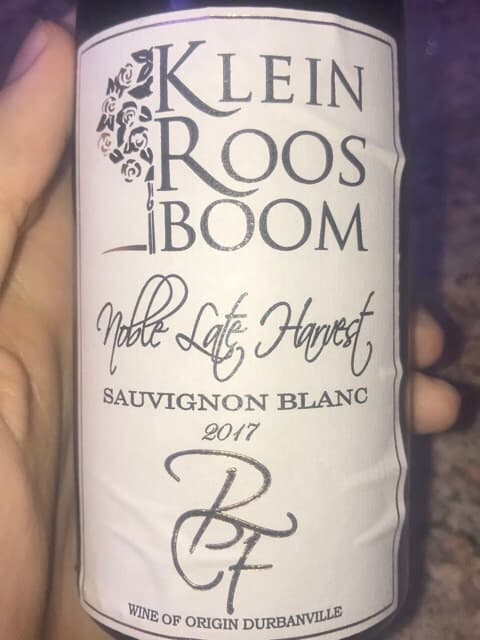 KLEIN
ROOS
BOOM
Noble Late Harvest
SAUVIGNON BLANC
2017
BF
WINE OF ORIGIN DURBANVILLE